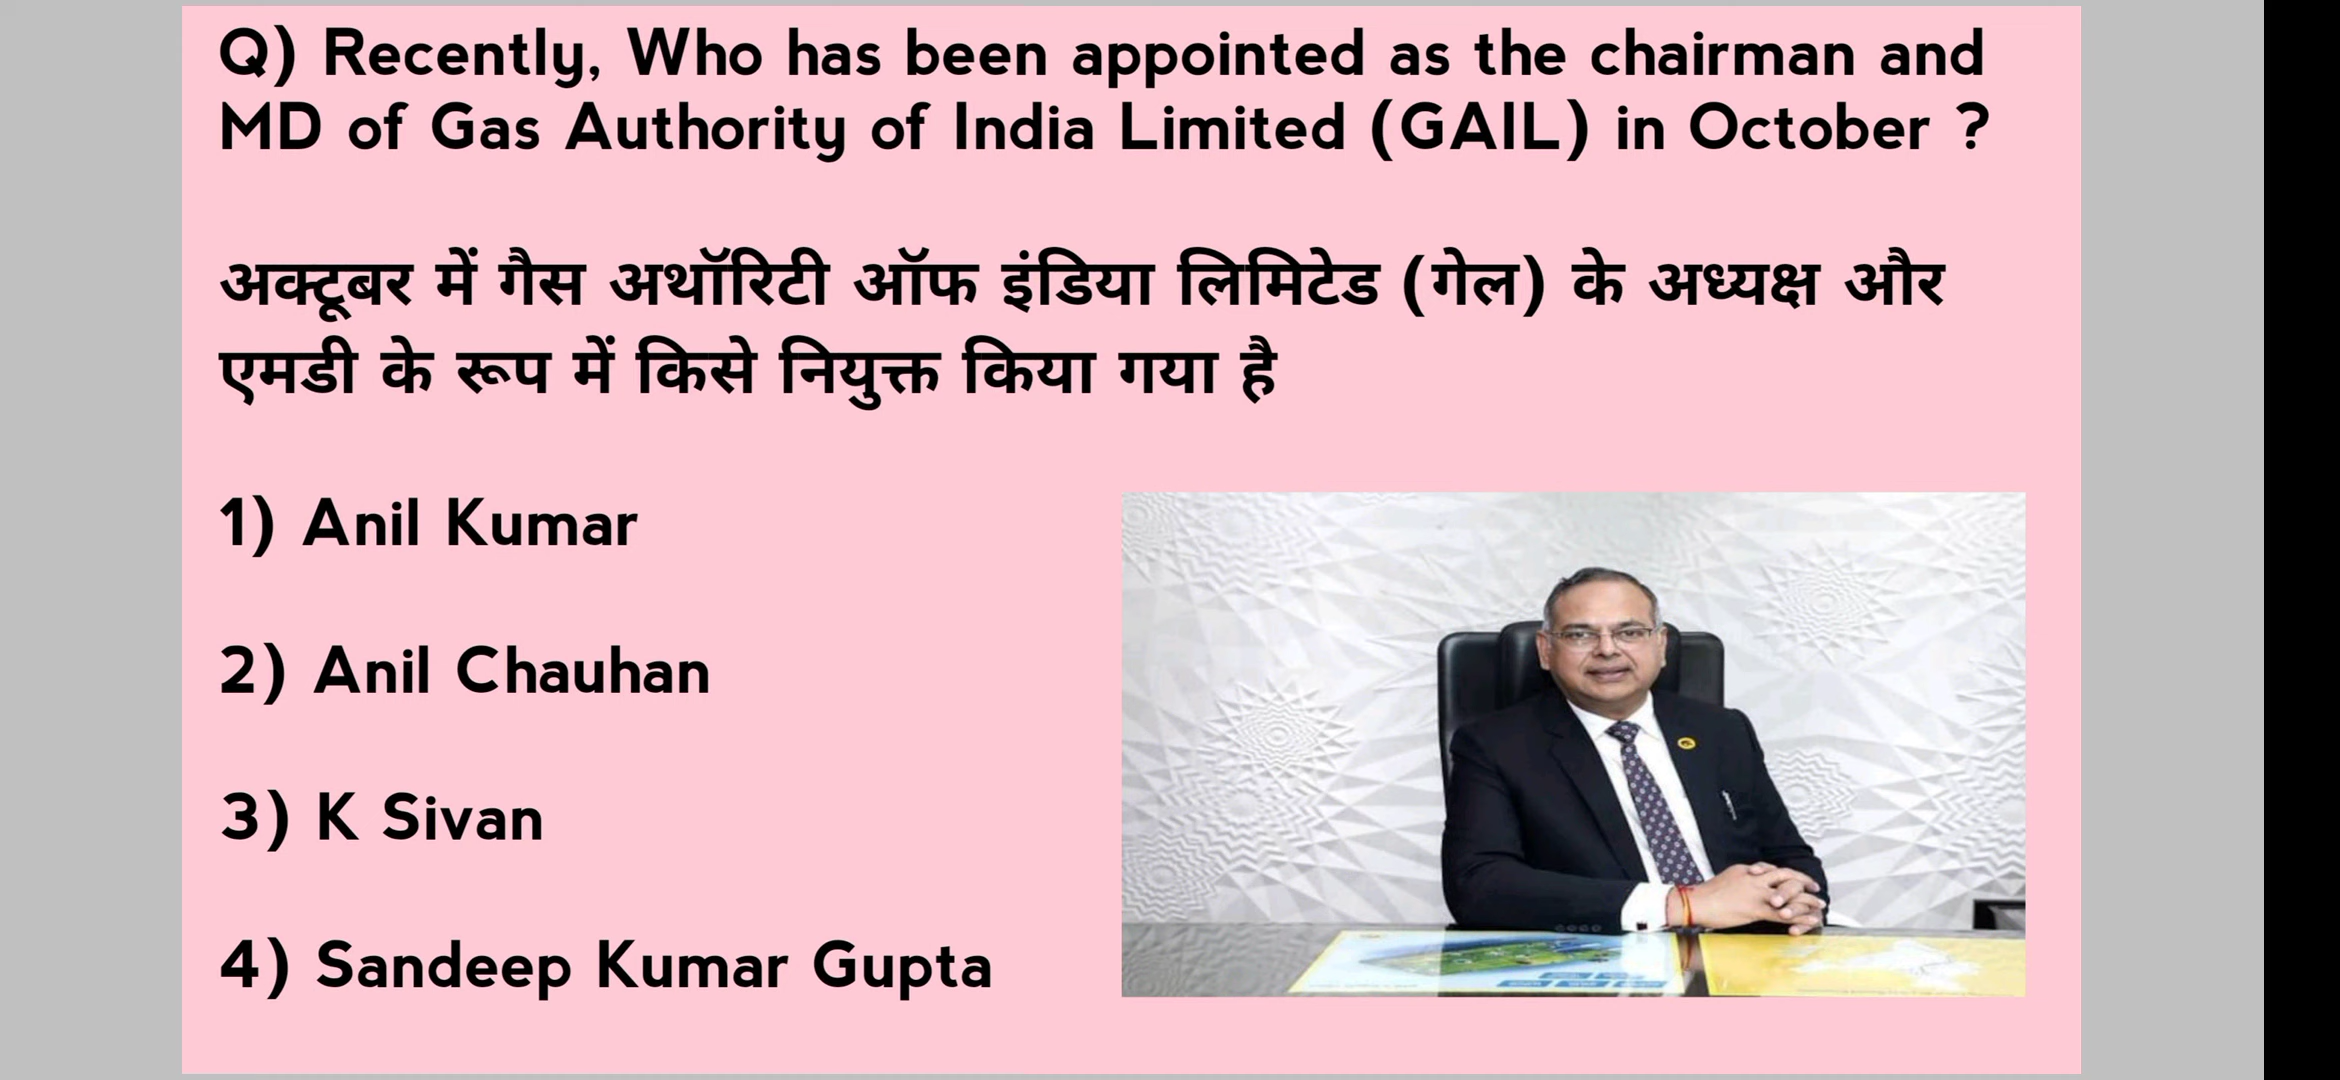 Q) Recently, Who has been appointed as the chairman and
MD of Gas Authority of India Limited (GAIL) in October ?
अक्टूबर में गैस अथॉरिटी ऑफ इंडिया लिमिटेड (गेल) के अध्यक्ष और
एमडी के रूप में किसे नियुक्त किया गया है
1) Anil Kumar
2) Anil Chauhan
3) K Sivan
4) Sandeep Kumar Gupta